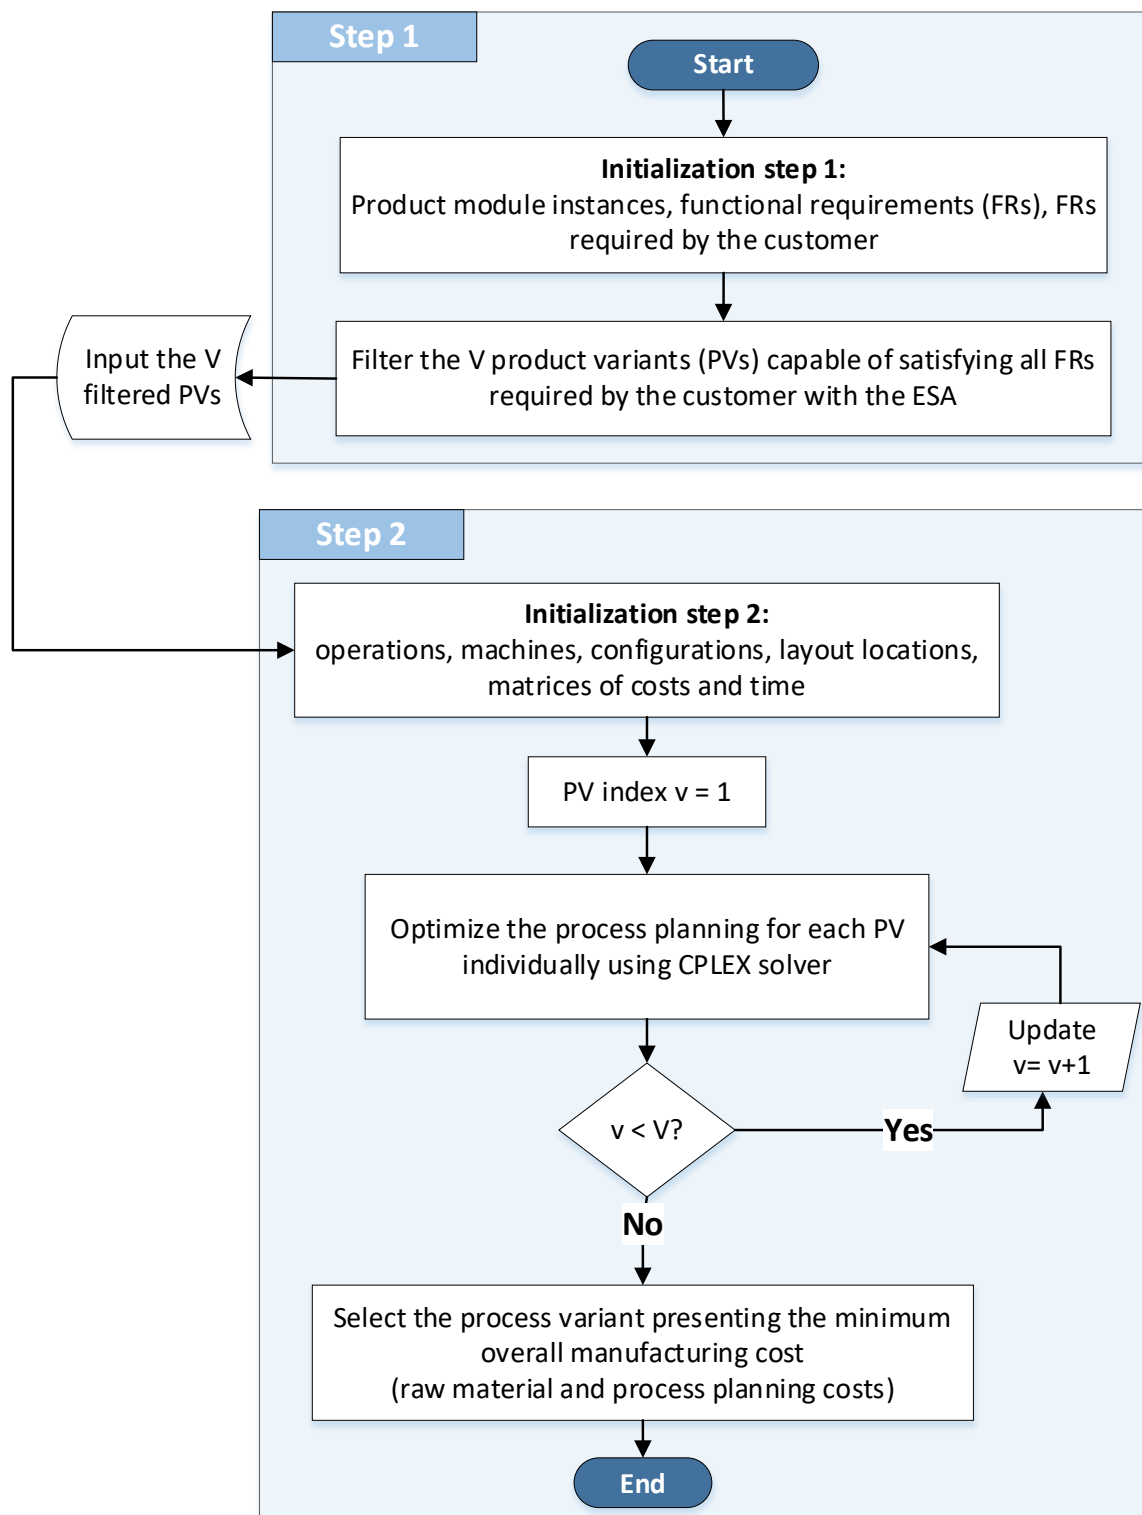 Step 1
Start
Initialization step 1:
Product module instances, functional requirements (FRs), FRs
required by the customer
Filter the V product variants (PVs) capable of satisfying all FRs
required by the customer with the ESA
Input the V
filtered PVs
Step 2
Initialization step 2:
operations, machines, configurations, layout locations,
matrices of costs and time
PV index v = 1
Optimize the process planning for each PV
individually using CPLEX solver
Update
v= v+1
v < V?
Yes
No
Select the process variant presenting the minimum
overall manufacturing cost
(raw material and process planning costs)
End